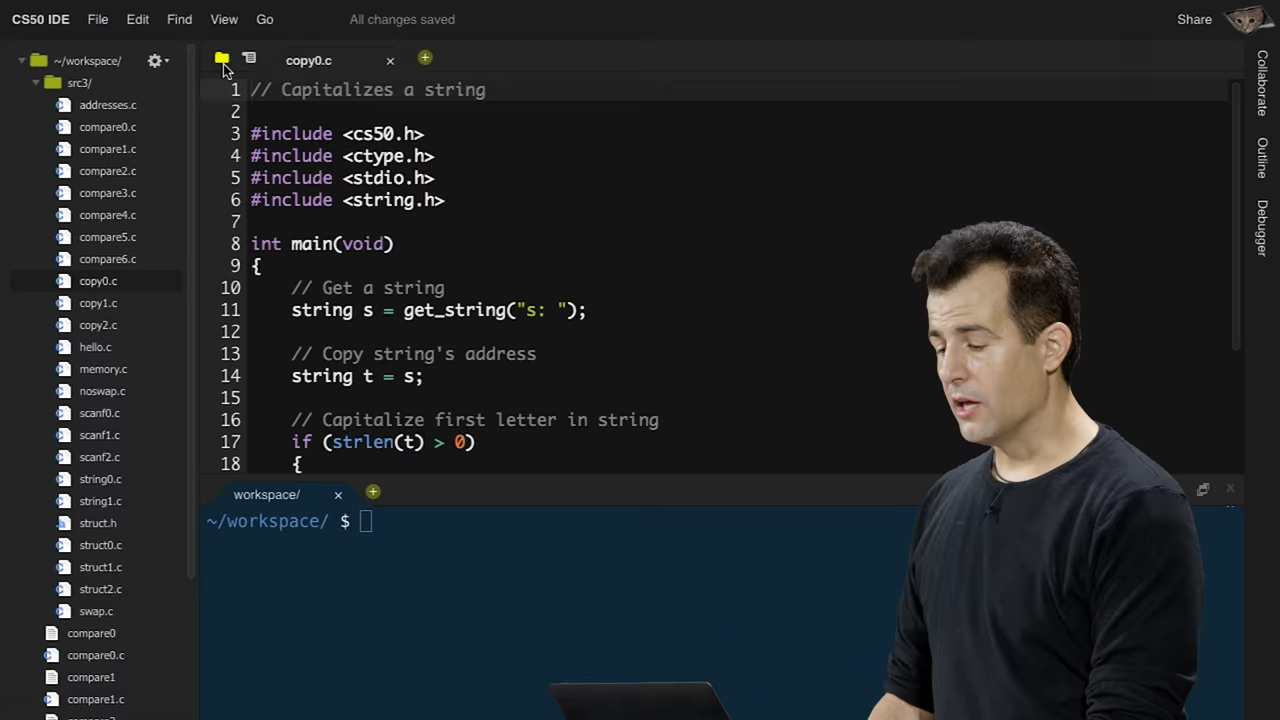 CS50 IDE File Edit Find View Go All changes saved Share
~/workspace/
src3/
addresses.c
compare0.c
compare1.c
compare2.c
compare3.c
compare4.c
compare5.c
compare6.c
copy0.c
copy1.c
copy2.c
hello.c
memory.c
noswap.c
scanf0.c
scanf1.c
scanf2.c
string0.c
string1.c
struct.h
struct0.c
struct1.c
struct2.c
swap.c
compare0
compare0.c
compare1
compare1.c
copy0.c
1 // Capitalizes a string
2
3 #include <cs50.h>
4 #include <ctype.h>
5 #include <stdio.h>
6 #include <string.h>
7
8 int main(void)
9 {
10 // Get a string
11 string s = get_string("s: ");
12
13 // Copy string's address
14 string t = s;
15
16 // Capitalize first letter in string
17 if (strlen(t) > 0)
18 {
workspace/
~/workspace/ $
Collaborate
Outline
Debugger